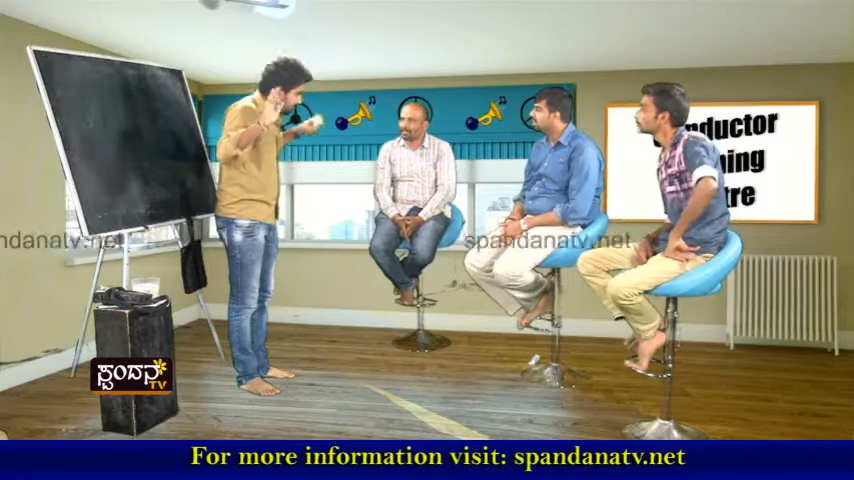 nductor
ning
tre
ndanatv.net
spandanatv.net
ಸ್ಪಂದನ
TV
For more information visit: spandanatv.net